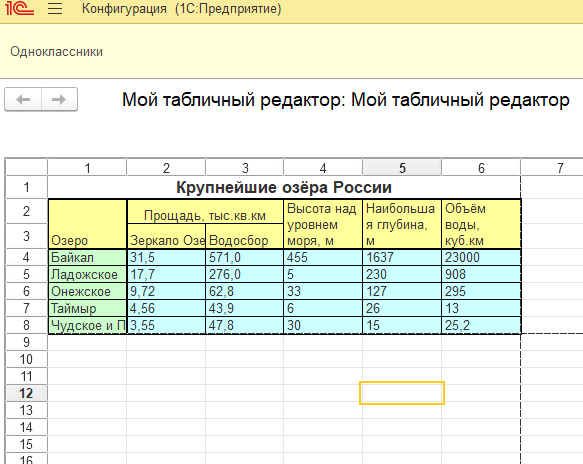 1С Конфигурация (1С:Предприятие)
Одноклассники
Мой табличный редактор: Мой табличный редактор
1 2 3 4 5 6 7
1 Крупнейшие озёра России
2 Прощадь, тыс.кв.км Высота над Наибольша Объём
уровнем я глубина, воды,
3 Озеро Зеркало Озе Водосбор моря, м м куб.км
4 Байкал 31,5 571,0 455 1637 23000
5 Ладожское 17,7 276,0 5 230 908
6 Онежское 9,72 62,8 33 127 295
7 Таймыр 4,56 43,9 6 26 13
8 Чудское и П 3,55 47,8 30 15 25,2
9
10
11
12
13
14
15
16